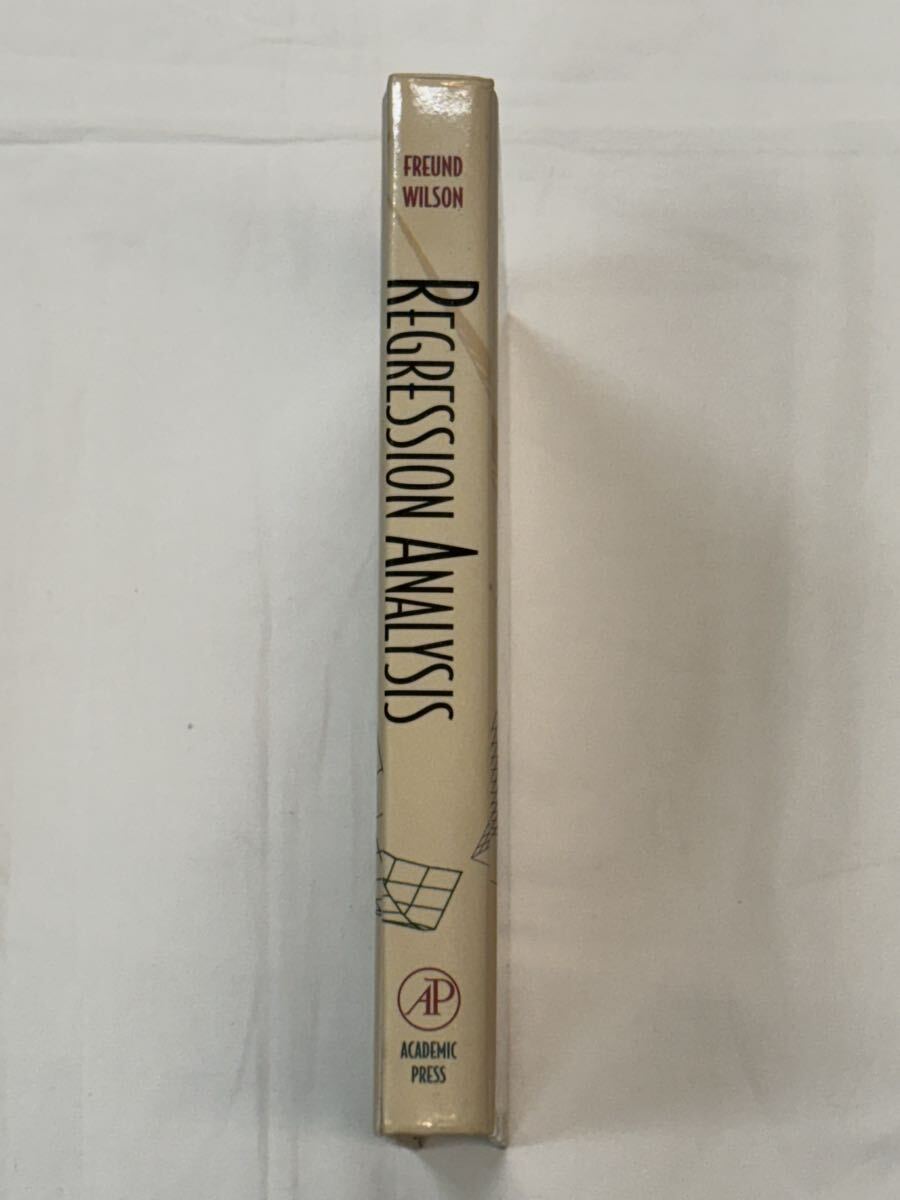 FREUND
WILSON
REGRESSION ANALYSIS
AP
ACADEMIC
PRESS